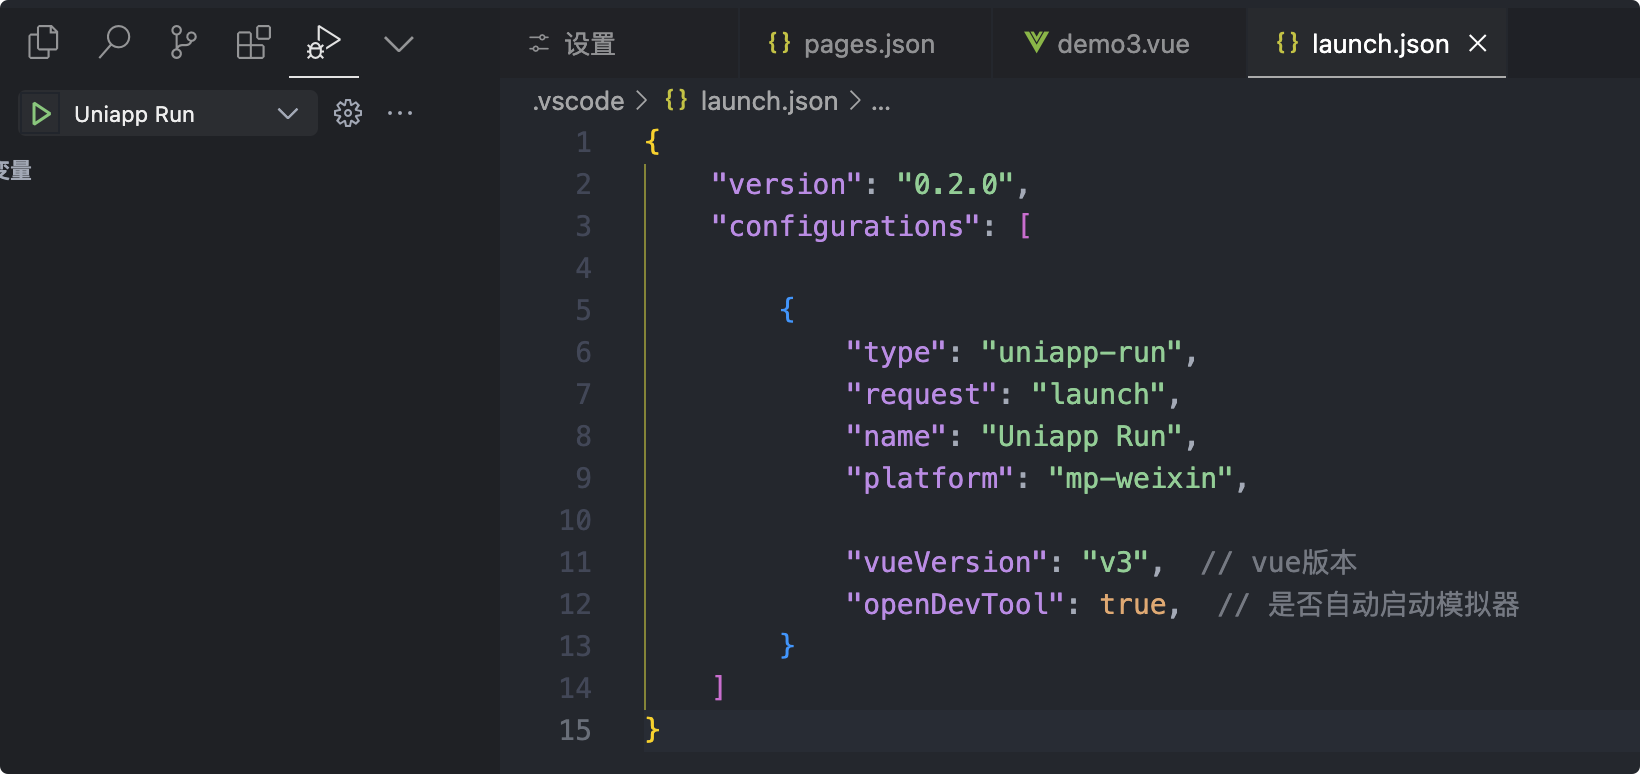 设置
pages.json
demo3.vue
launch.json
Uniapp Run
变量
.vscode > {} launch.json > ...
1 {
2 "version": "0.2.0",
3 "configurations": [
4
5 {
6 "type": "uniapp-run",
7 "request": "launch",
8 "name": "Uniapp Run",
9 "platform": "mp-weixin",
10
11 "vueVersion": "v3", // vue版本
12 "openDevTool": true, // 是否自动启动模拟器
13 }
14 ]
15 }